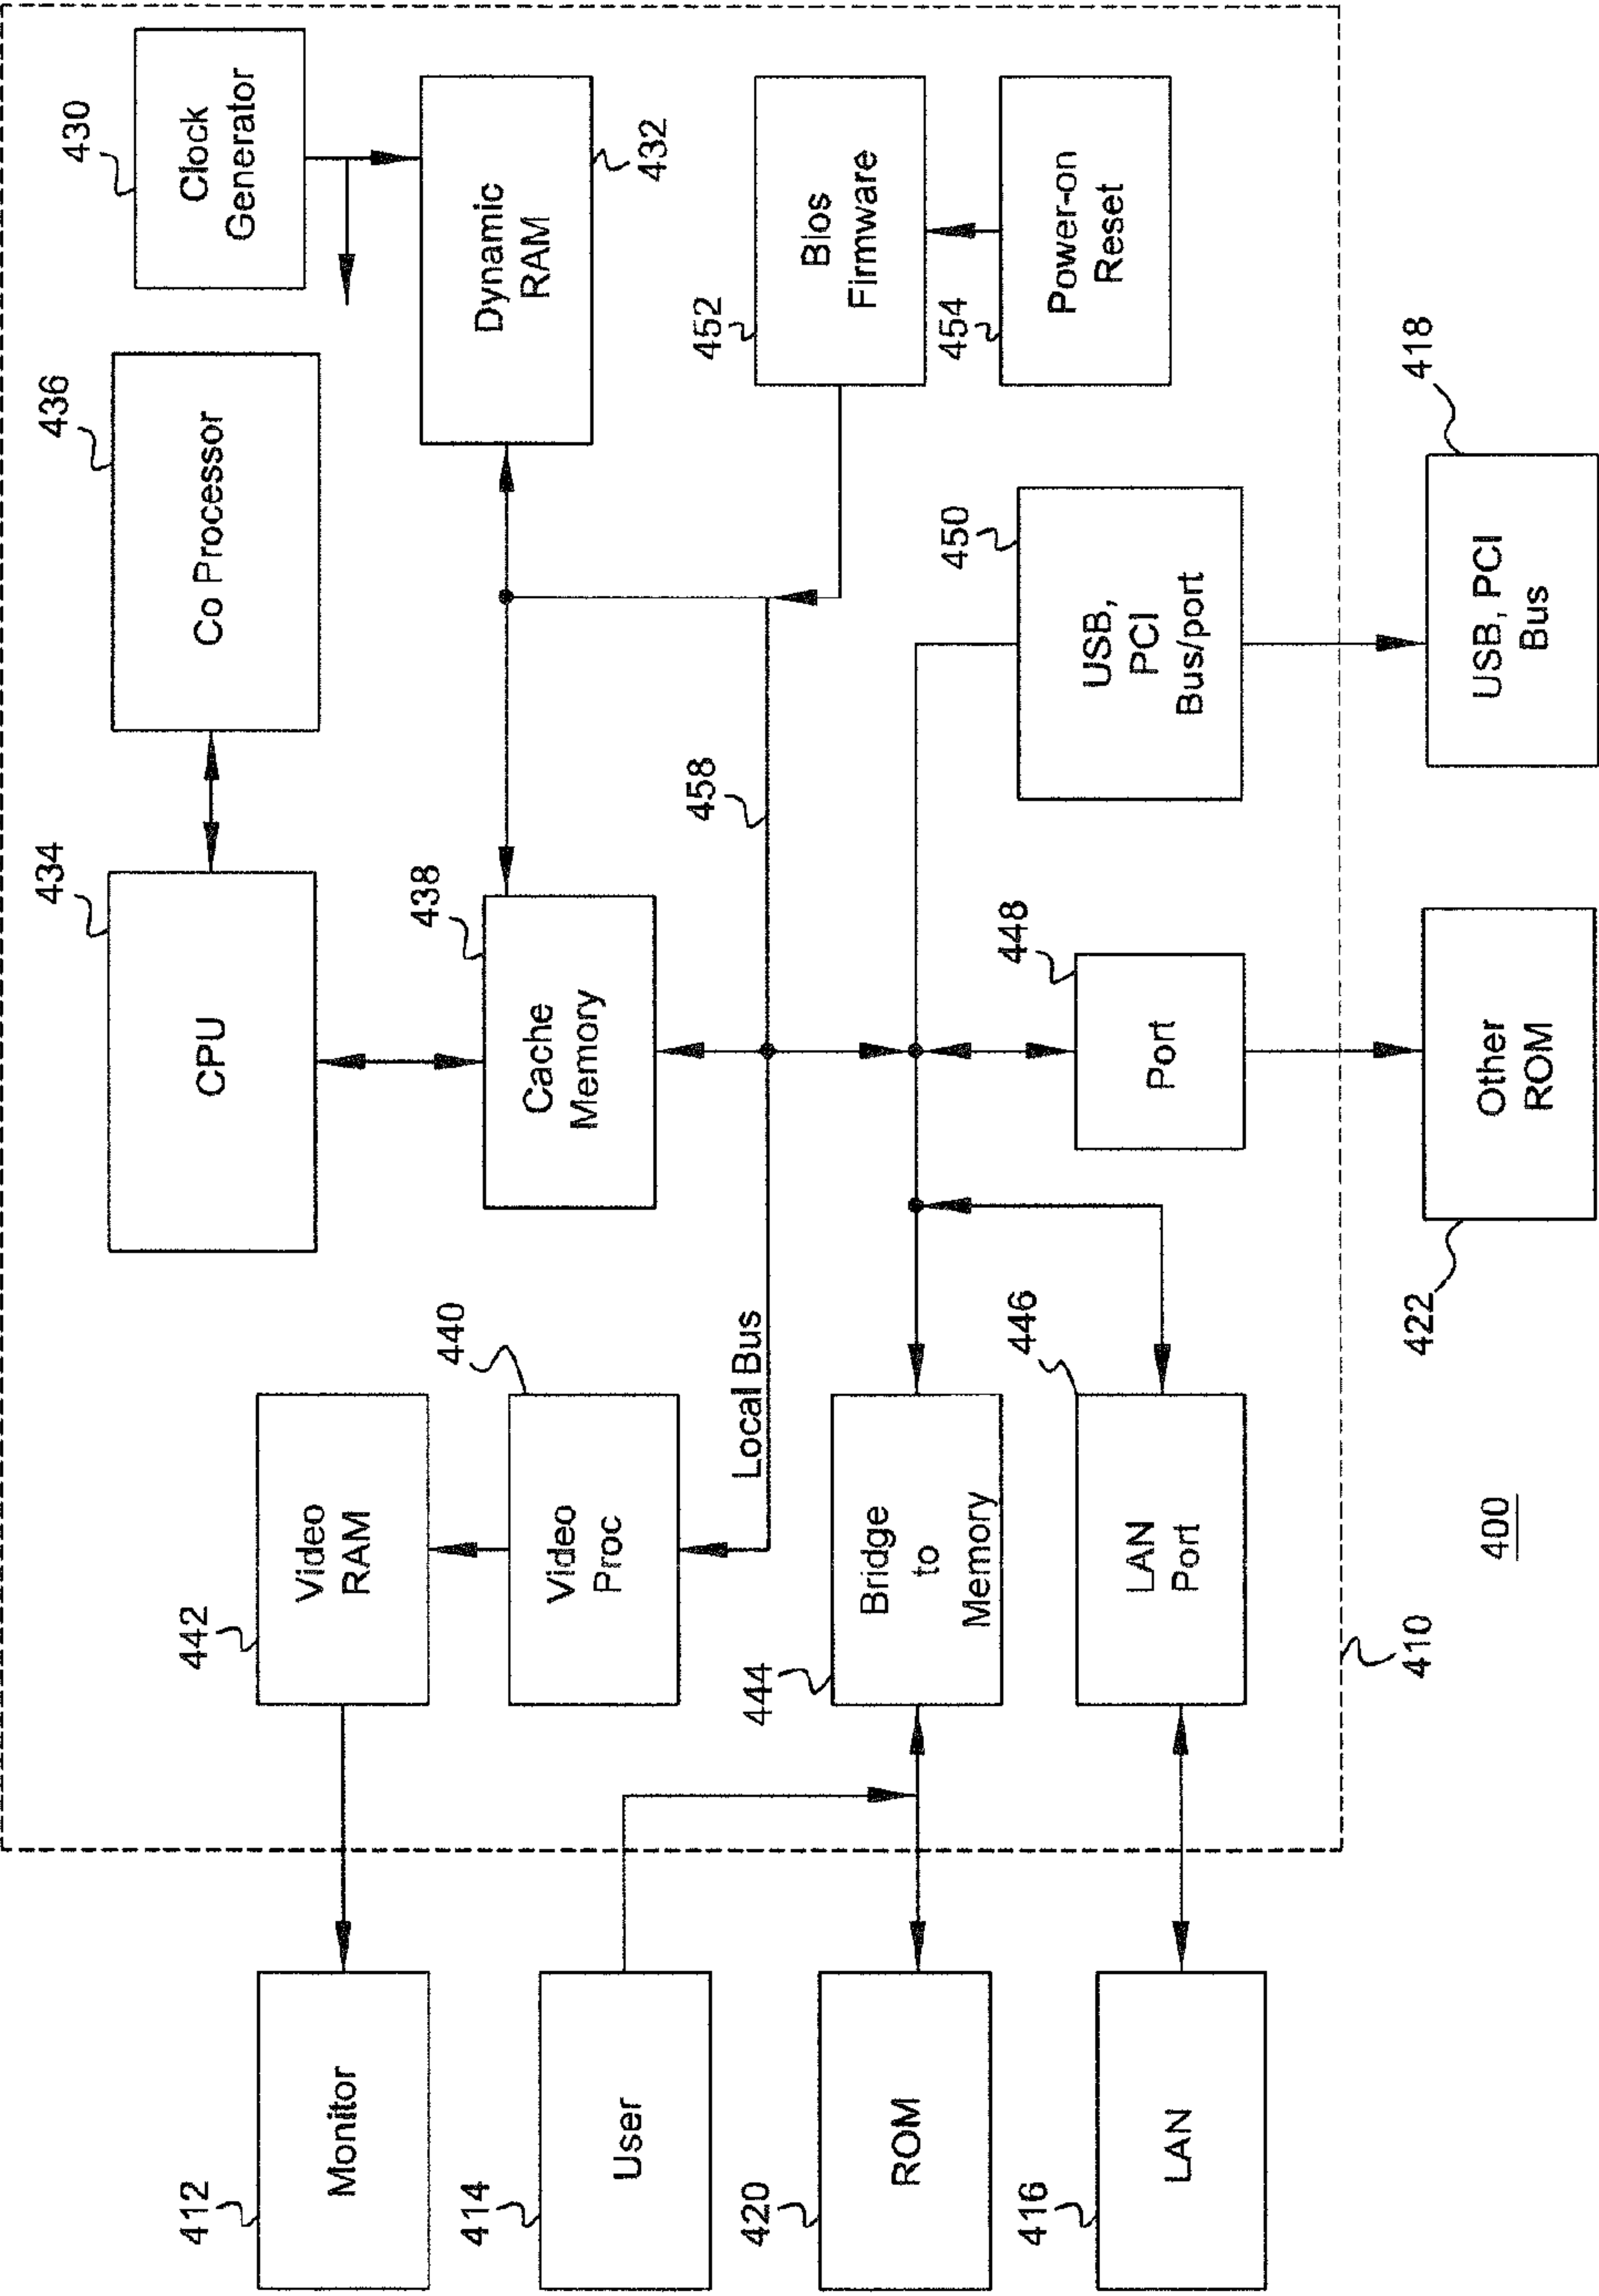 434
CPU
436
Co Processor
430
Clock
Generator
442
Video
RAM
412
Monitor
440
Video
Proc
438
Cache
Memory
Dynamic
RAM
432
414
User
Local Bus
458
452
Bios
Firmware
444
Bridge
to
Memory
420
ROM
454
Power-on
Reset
446
LAN
Port
448
Port
450
USB,
PCI
Bus/port
416
LAN
410
400
422
Other
ROM
418
USB, PCI
Bus